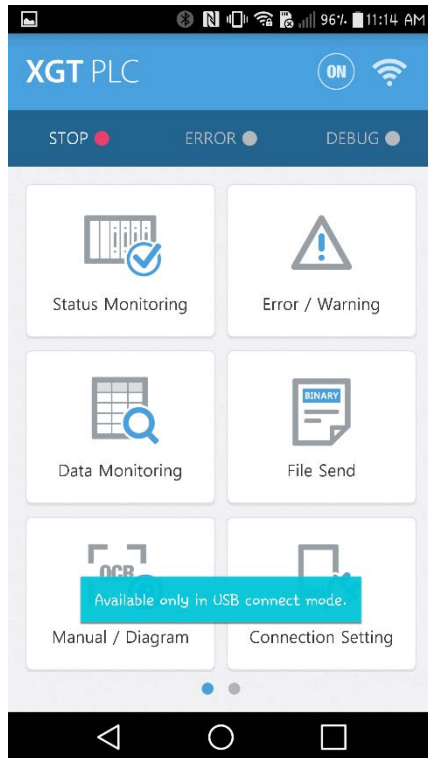 96% 11:14 AM
XGT PLC
ON
STOP ERROR DEBUG
Status Monitoring
Error / Warning
BINARY
Data Monitoring
File Send
OCR
Available only in USB connect mode.
Manual / Diagram
Connection Setting